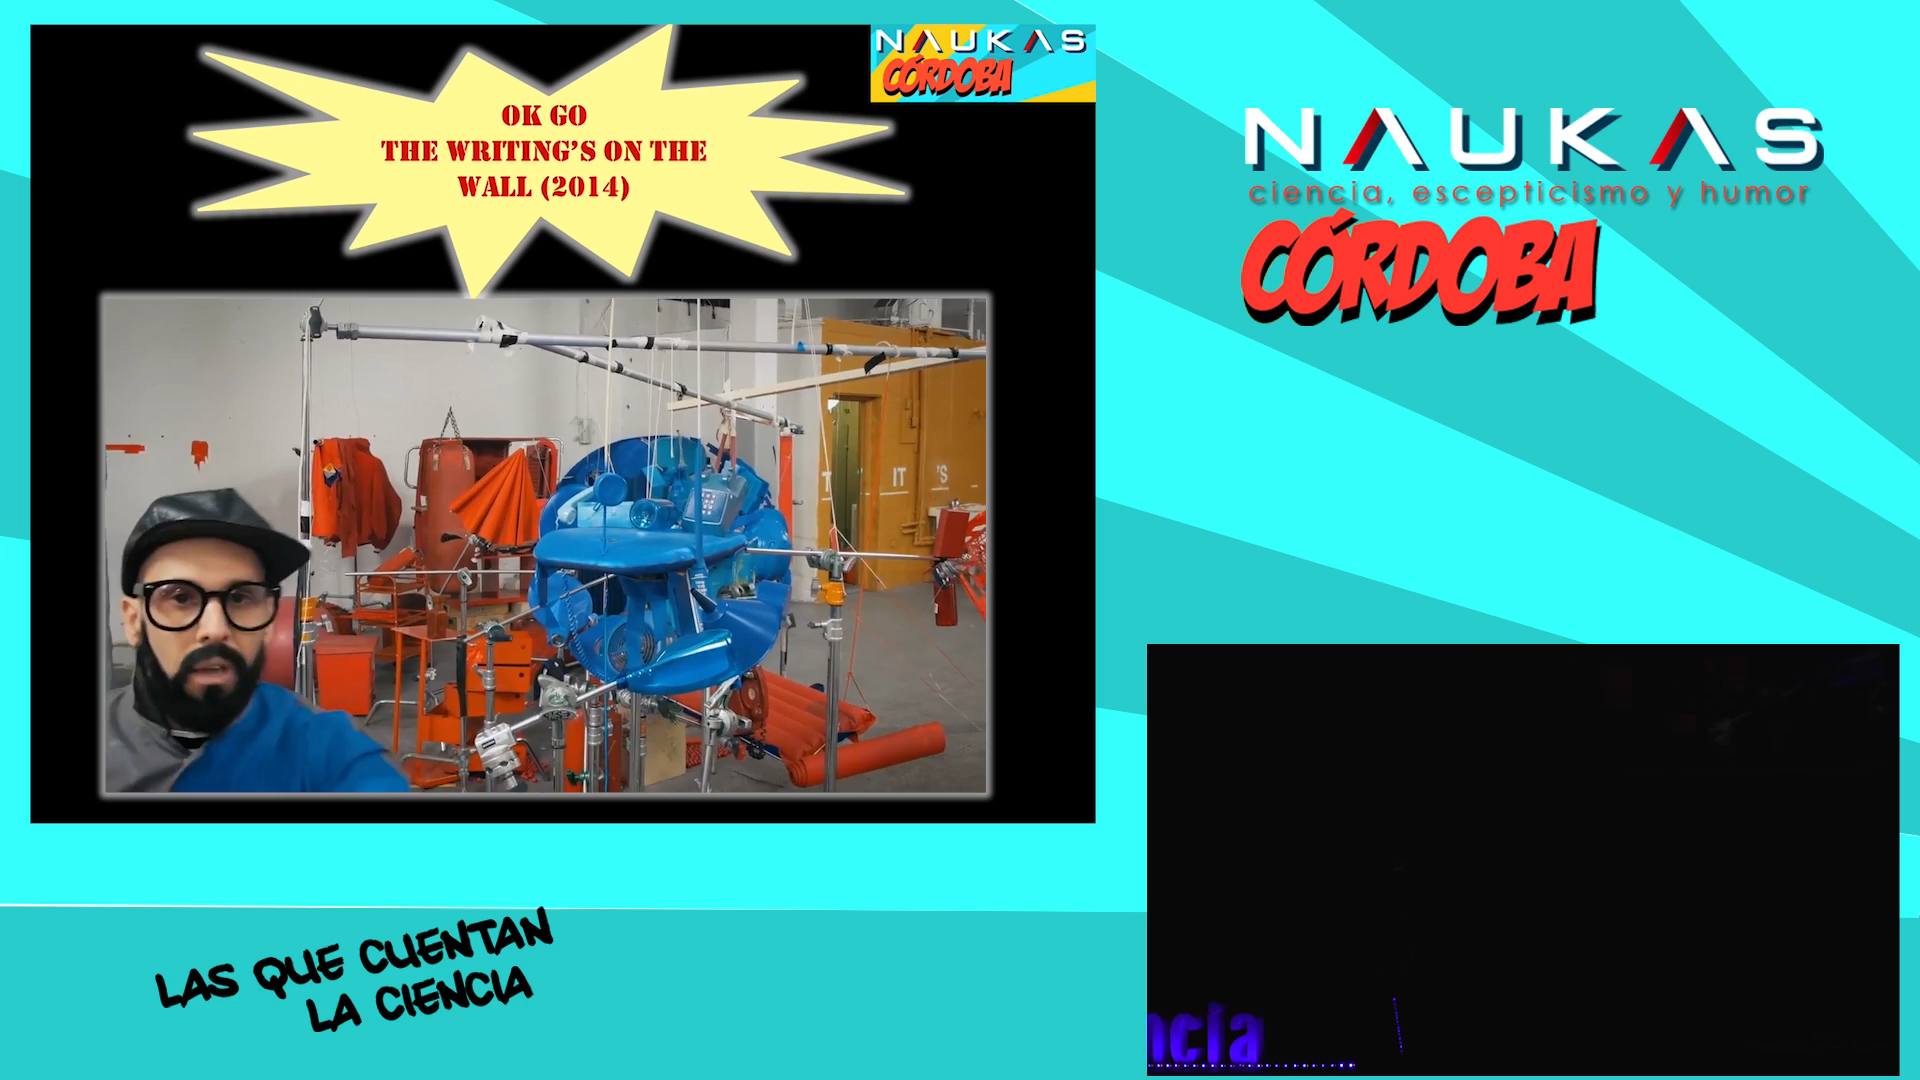 OK GO
THE WRITING'S ON THE
WALL (2014)
NAUKAS
CÓRDOBA
IT 'S
NAUKAS
ciencia, escepticismo y humor
CÓRDOBA
LAS QUE CUENTAN
LA CIENCIA
ncia